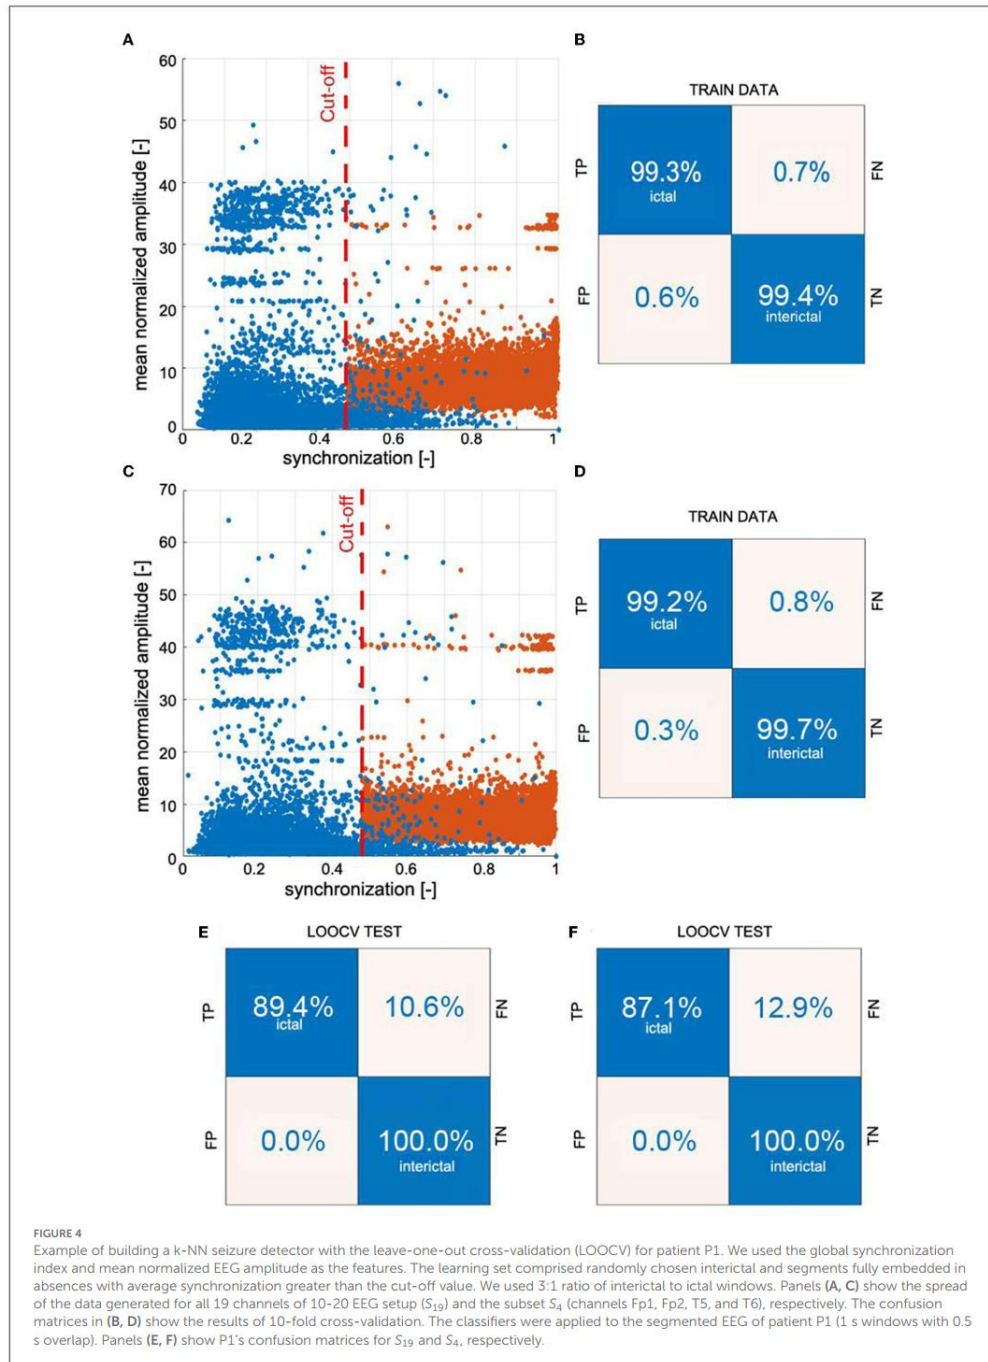 A
60
50
40
30
20
10
0
mean normalized amplitude [-]
Cut-off
0 0.2 0.4 0.6 0.8 1
synchronization [-]
B
TRAIN DATA
TP
99.3%
ictal
0.7%
FN
FP
0.6%
99.4%
interictal
TN
C
70
60
50
40
30
20
10
0
mean normalized amplitude [-]
Cut-off
0 0.2 0.4 0.6 0.8 1
synchronization [-]
D
TRAIN DATA
TP
99.2%
ictal
0.8%
FN
FP
0.3%
99.7%
interictal
TN
E
LOOCV TEST
TP
89.4%
ictal
10.6%
FN
FP
0.0%
100.0%
interictal
TN
F
LOOCV TEST
TP
87.1%
ictal
12.9%
FN
FP
0.0%
100.0%
interictal
TN
FIGURE 4
Example of building a k-NN seizure detector with the leave-one-out cross-validation (LOOCV) for patient P1. We used the global synchronization
index and mean normalized EEG amplitude as the features. The learning set comprised randomly chosen interictal and segments fully embedded in
absences with average synchronization greater than the cut-off value. We used 3:1 ratio of interictal to ictal windows. Panels (A, C) show the spread
of the data generated for all 19 channels of 10-20 EEG setup (S19) and the subset S4 (channels Fp1, Fp2, T5, and T6), respectively. The confusion
matrices in (B, D) show the results of 10-fold cross-validation. The classifiers were applied to the segmented EEG of patient P1 (1 s windows with 0.5
s overlap). Panels (E, F) show P1's confusion matrices for S19 and S4, respectively.